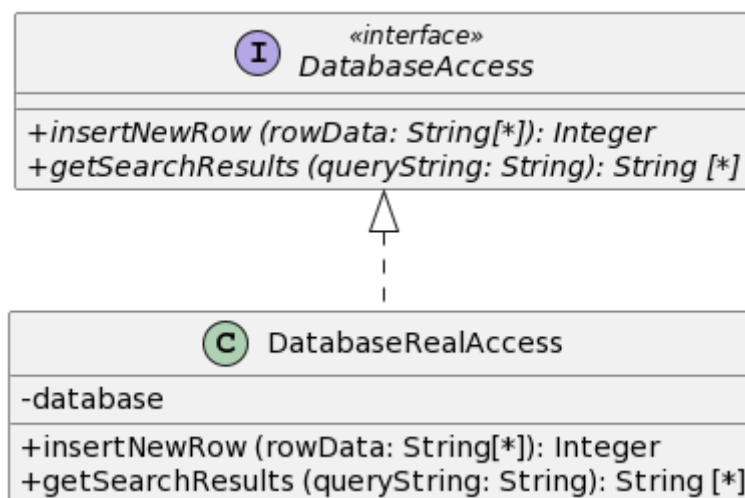 I
«interface»
DatabaseAccess
+insertNewRow (rowData: String[*]): Integer
+getSearchResults (queryString: String): String [*]
C
DatabaseRealAccess
-database
+insertNewRow (rowData: String[*]): Integer
+getSearchResults (queryString: String): String [*]